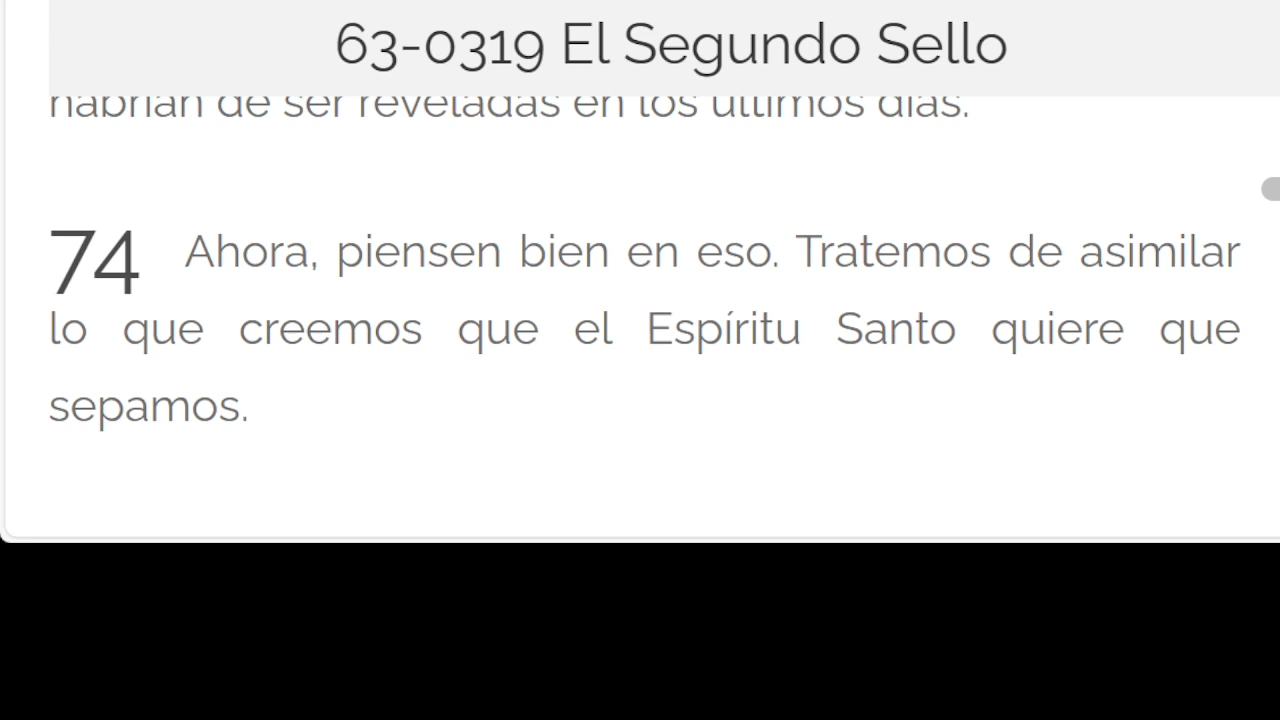 63-0319 El Segundo Sello
habrían de ser reveladas en los últimos días.
74 Ahora, piensen bien en eso. Tratemos de asimilar
lo que creemos que el Espíritu Santo quiere que
sepamos.